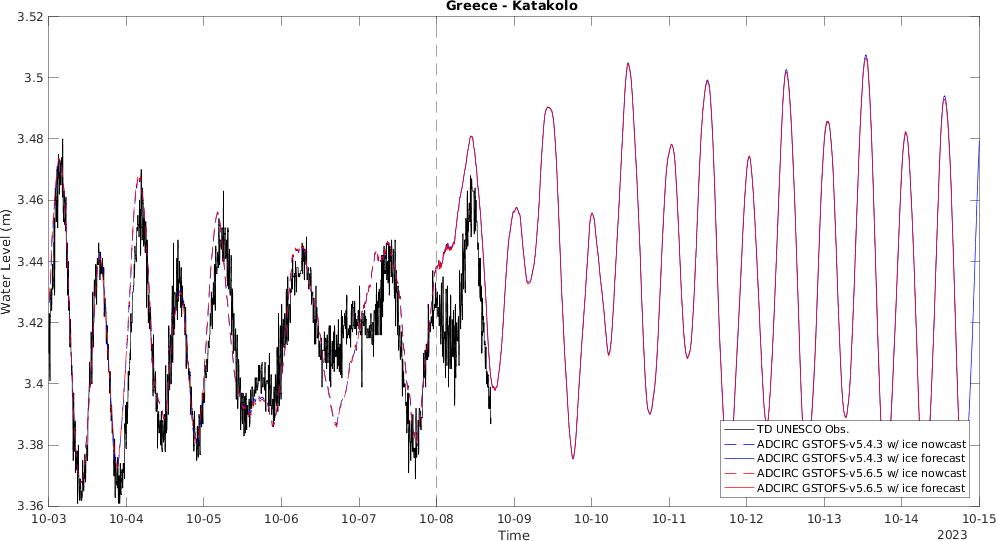 Greece - Katakolo
Water Level (m)
3.52
3.5
3.48
3.46
3.44
3.42
3.4
3.38
3.36
TD UNESCO Obs.
ADCIRC GSTOFS-v5.4.3 w/ ice nowcast
ADCIRC GSTOFS-v5.4.3 w/ ice forecast
ADCIRC GSTOFS-v5.6.5 w/ ice nowcast
ADCIRC GSTOFS-v5.6.5 w/ ice forecast
10-03 10-04 10-05 10-06 10-07 10-08 10-09 10-10 10-11 10-12 10-13 10-14 10-15
Time
2023